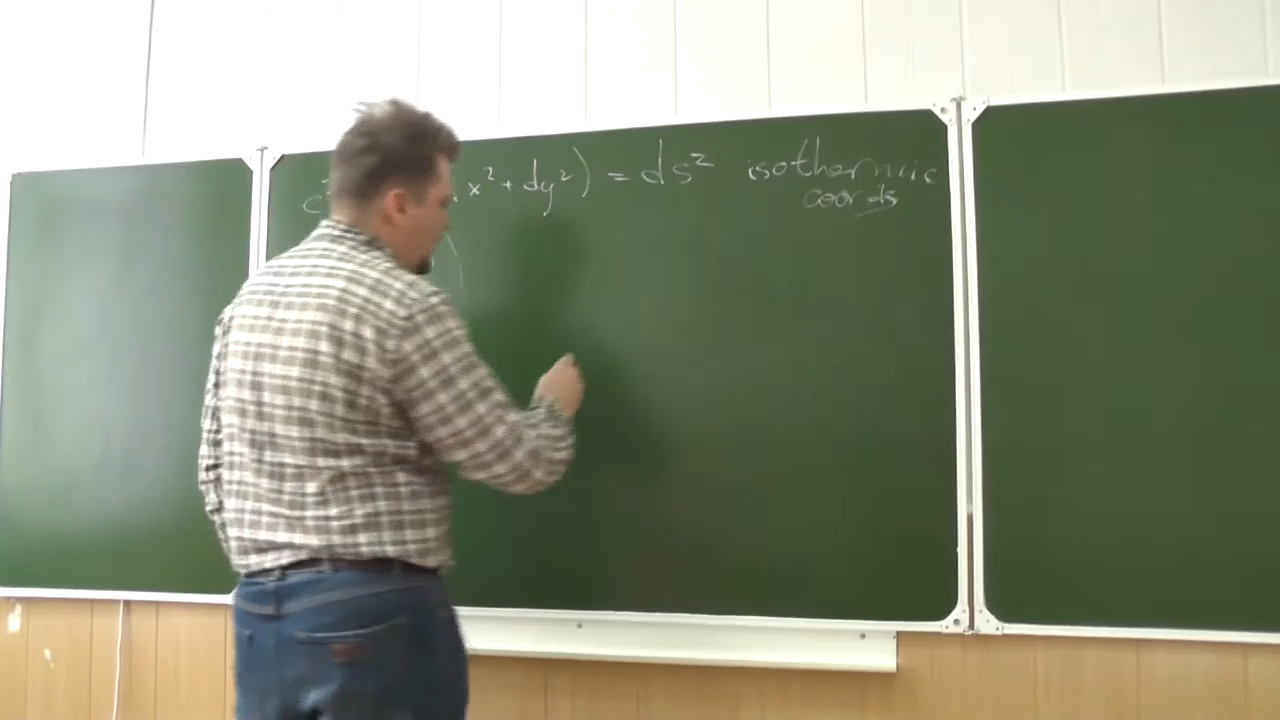 x² + dy²) = ds² isothermic
coords